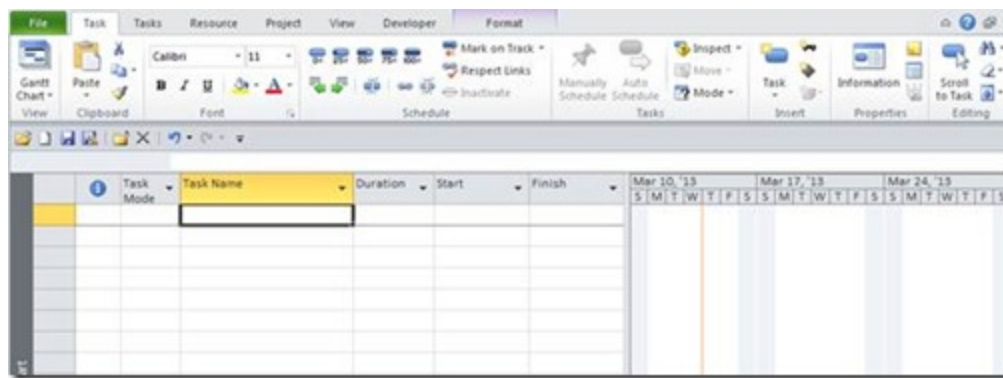 File Task Tasks Resource Project View Developer Format
Calibri 11 Mark on Track Inspect
Respect Links Move
Gantt Chart Paste B I U Inactivate Manually Schedule Auto Schedule Mode Task Information Scroll to Task
View Clipboard Font Schedule Tasks Insert Properties Editing
Task Mode Task Name Duration Start Finish Mar 10, '13 Mar 17, '13 Mar 24, '13
S M T W T F S S M T W T F S S M T W T F S